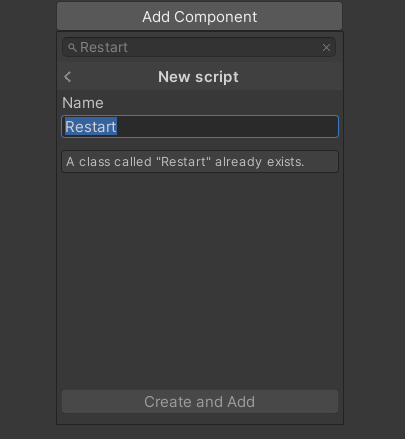 Add Component
Restart
New script
Name
Restart
A class called "Restart" already exists.
Create and Add